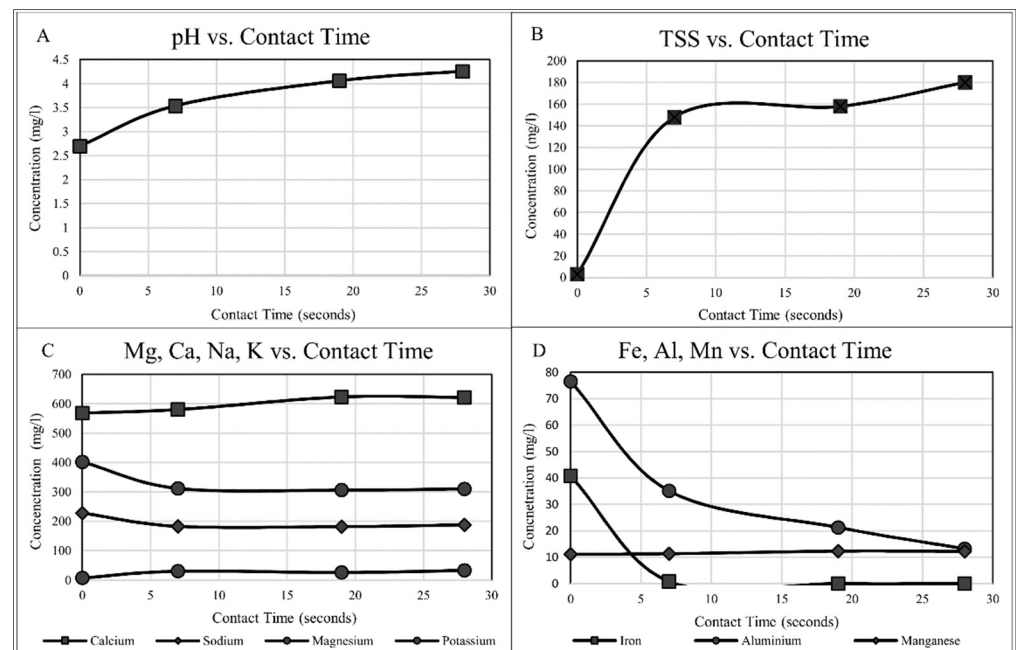 A
pH vs. Contact Time
Concentration (mg/l)
4.5
4
3.5
3
2.5
2
1.5
1
0.5
0
0 5 10 15 20 25 30
Contact Time (seconds)
B
TSS vs. Contact Time
Concentration (mg/l)
200
180
160
140
120
100
80
60
40
20
0
0 5 10 15 20 25 30
Contact Time (seconds)
C
Mg, Ca, Na, K vs. Contact Time
Concenctration (mg/l)
700
600
500
400
300
200
100
0
0 5 10 15 20 25 30
Contact Time (seconds)
Calcium Sodium Magnesium Potassium
D
Fe, Al, Mn vs. Contact Time
Concnetration (mg/l)
80
70
60
50
40
30
20
10
0
0 5 10 15 20 25 30
Contact Time (seconds)
Iron Aluminium Manganese